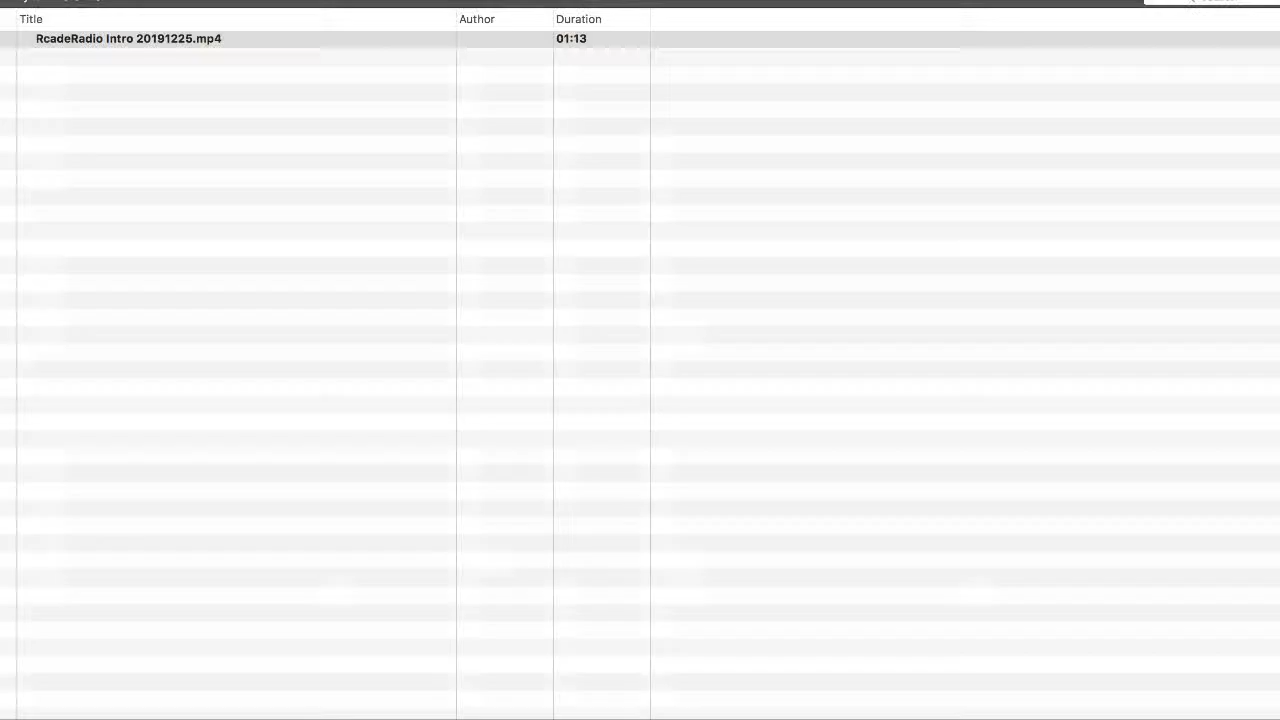 Title Author Duration
RcadeRadio Intro 20191225.mp4 01:13